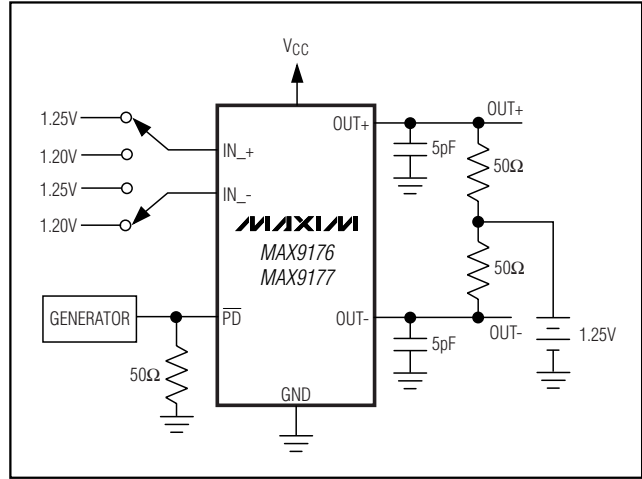 VCC
1.25V
1.20V
1.25V
1.20V
IN_+
IN_-
MAXIM
MAX9176
MAX9177
GENERATOR
PD
50Ω
GND
OUT+
OUT+
5pF
50Ω
50Ω
OUT-
OUT-
5pF
1.25V